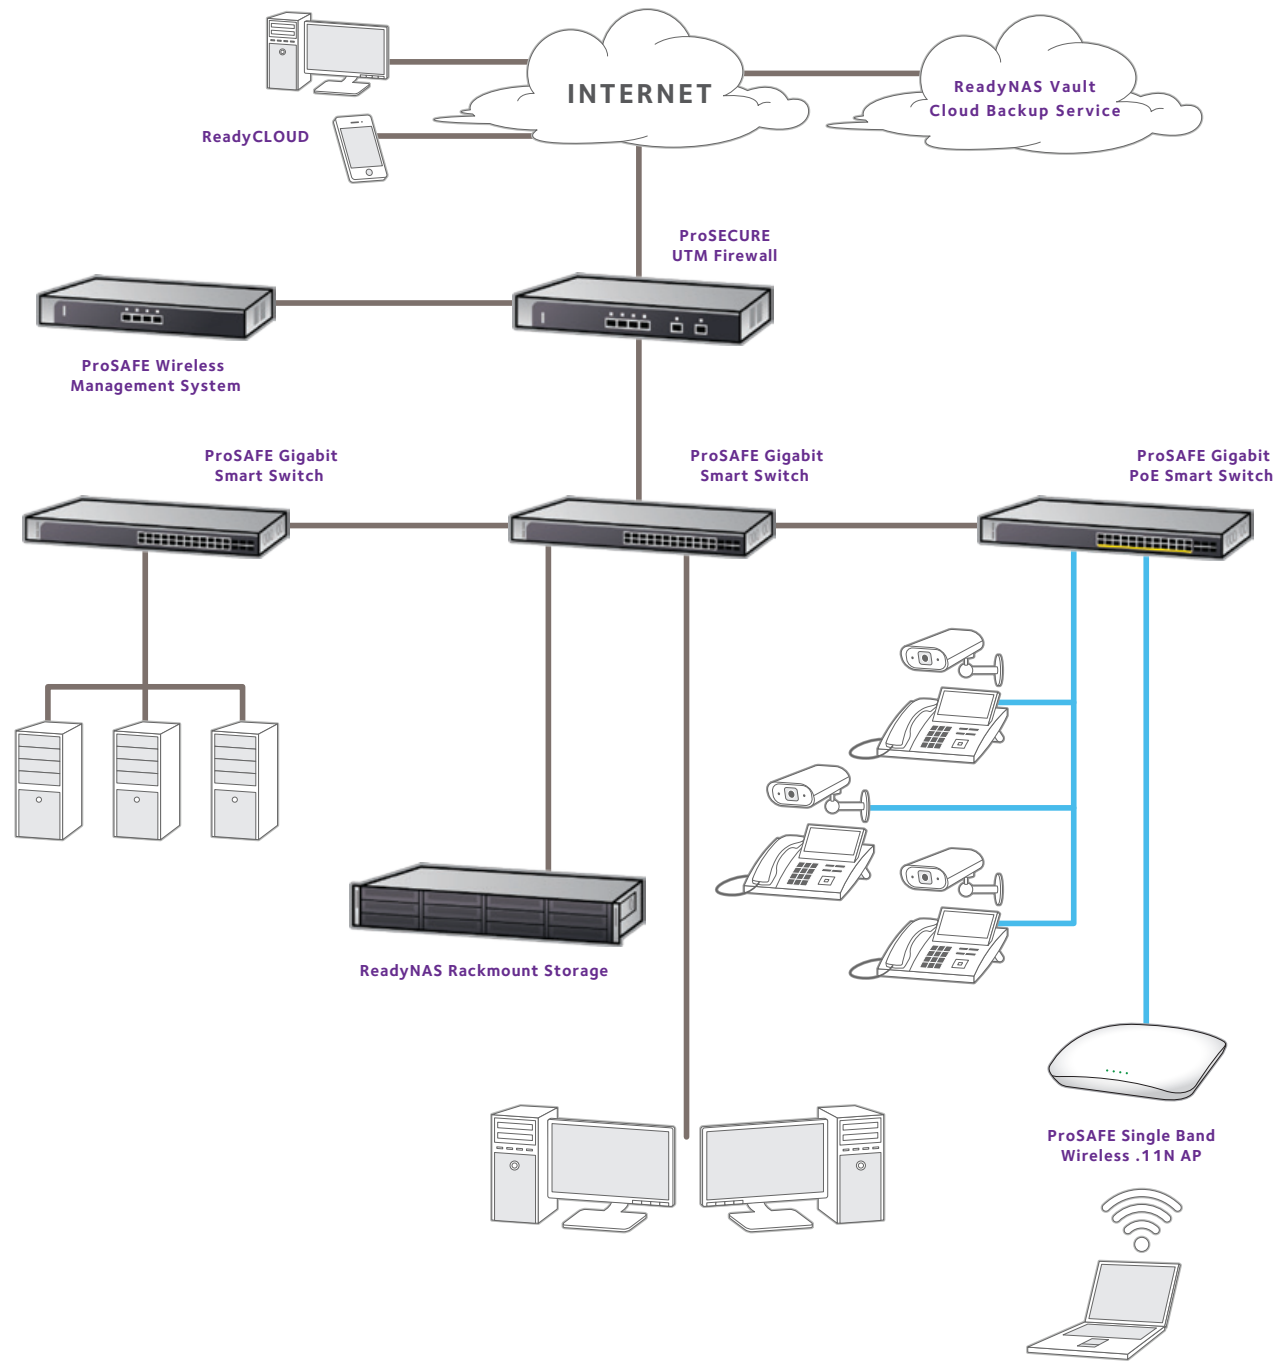 INTERNET
ReadyNAS Vault
Cloud Backup Service
ReadyCLOUD
ProSECURE
UTM Firewall
ProSAFE Wireless
Management System
ProSAFE Gigabit
Smart Switch
ProSAFE Gigabit
Smart Switch
ProSAFE Gigabit
PoE Smart Switch
ReadyNAS Rackmount Storage
ProSAFE Single Band
Wireless .11N AP